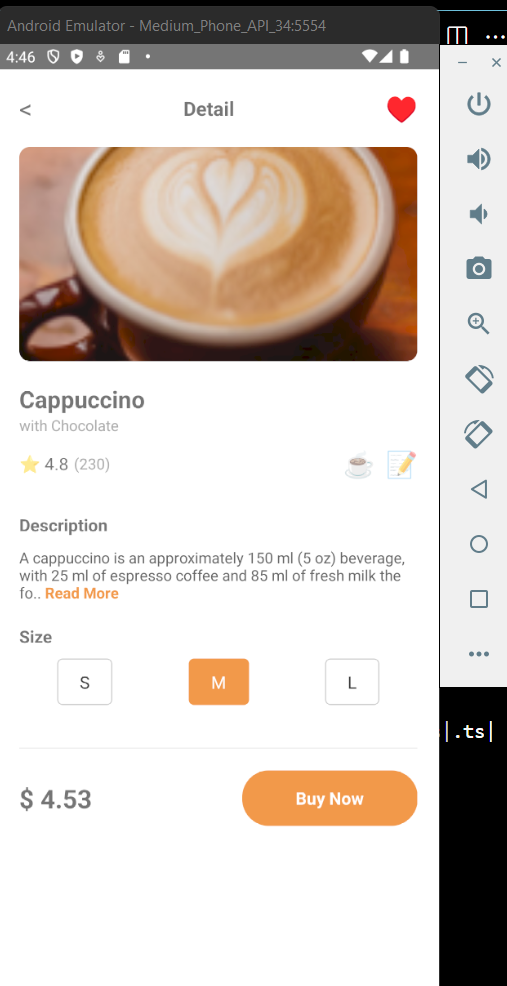 Android Emulator - Medium_Phone_API_34:5554
4:46
< Detail
Cappuccino
with Chocolate
4.8 (230)
Description
A cappuccino is an approximately 150 ml (5 oz) beverage,
with 25 ml of espresso coffee and 85 ml of fresh milk the
fo.. Read More
Size
S M L
.ts|
$ 4.53 Buy Now